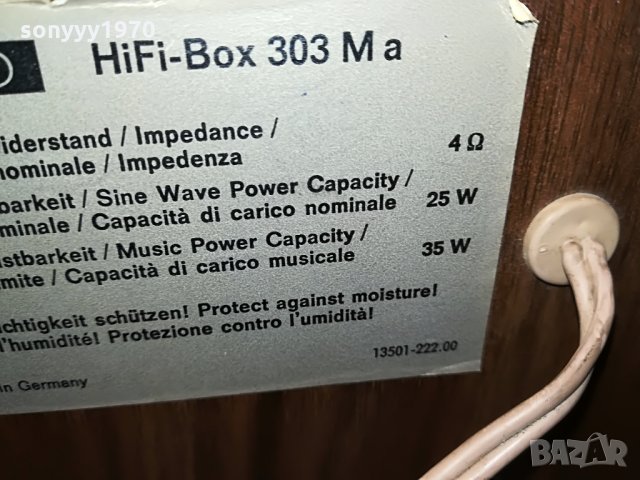 sonyyy1970
HiFi-Box 303 M a
iderstand / Impedance /
nominale / Impedenza
4 Ω
barkeit / Sine Wave Power Capacity /
minale / Capacità di carico nominale
25 W
stbarkeit / Music Power Capacity /
mite / Capacità di carico musicale
35 W
chtigkeit schützen! Protect against moisture!
l'humidité! Protezione contro l'umidità!
13501-222.00
in Germany
BAZAR